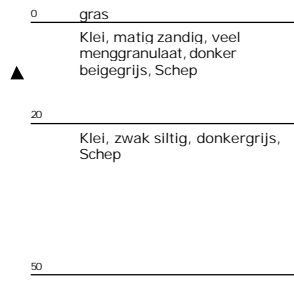 0 gras
Klei, matig zandig, veel
menggranulaat, donker
beigegrijs, Schep
20
Klei, zwak siltig, donkergrijs,
Schep
50